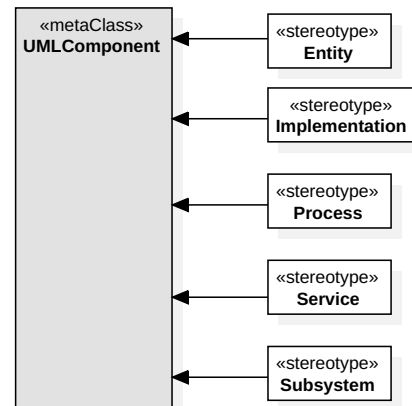 «metaClass»
UMLComponent
«stereotype»
Entity
«stereotype»
Implementation
«stereotype»
Process
«stereotype»
Service
«stereotype»
Subsystem